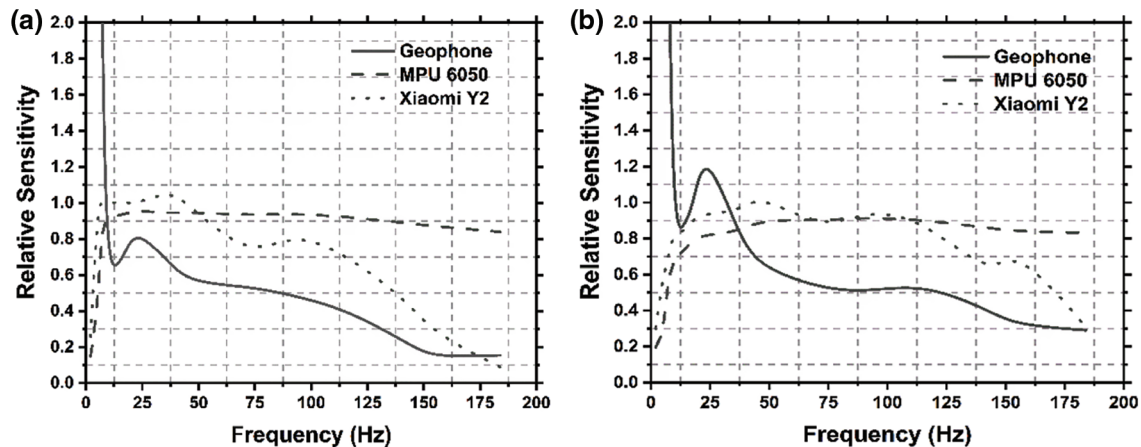 (a)
2.0
1.8
1.6
1.4
1.2
1.0
0.8
0.6
0.4
0.2
0.0
Relative Sensitivity
Geophone
MPU 6050
Xiaomi Y2
0 25 50 75 100 125 150 175 200
Frequency (Hz)
(b)
2.0
1.8
1.6
1.4
1.2
1.0
0.8
0.6
0.4
0.2
0.0
Relative Sensitivity
Geophone
MPU 6050
Xiaomi Y2
0 25 50 75 100 125 150 175 200
Frequency (Hz)